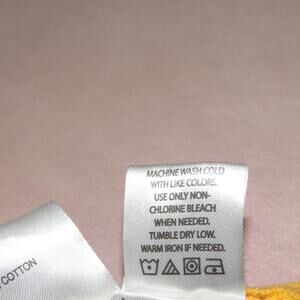 MACHINE WASH COLD
WITH LIKE COLORS.
USE ONLY NON-
CHLORINE BLEACH
WHEN NEEDED.
TUMBLE DRY LOW.
WARM IRON IF NEEDED.
COTTON